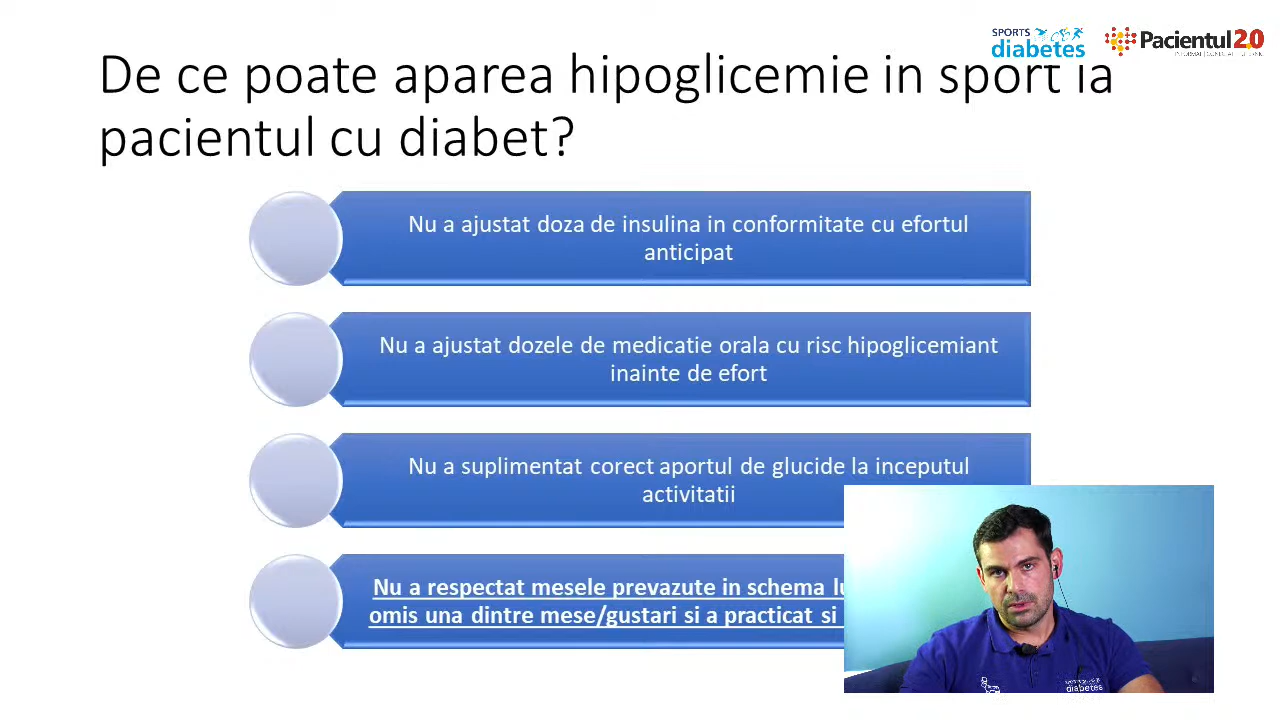 SPORTS
diabetes
Pacientul 2.0
De ce poate aparea hipoglicemie in sport la
pacientul cu diabet?
Nu a ajustat doza de insulina in conformitate cu efortul
anticipat
Nu a ajustat dozele de medicatie orala cu risc hipoglicemiant
inainte de efort
Nu a suplimentat corect aportul de glucide la inceputul
activitatii
Nu a respectat mesele prevazute in schema
omis una dintre mese/gustari si a practicat si
diabetes